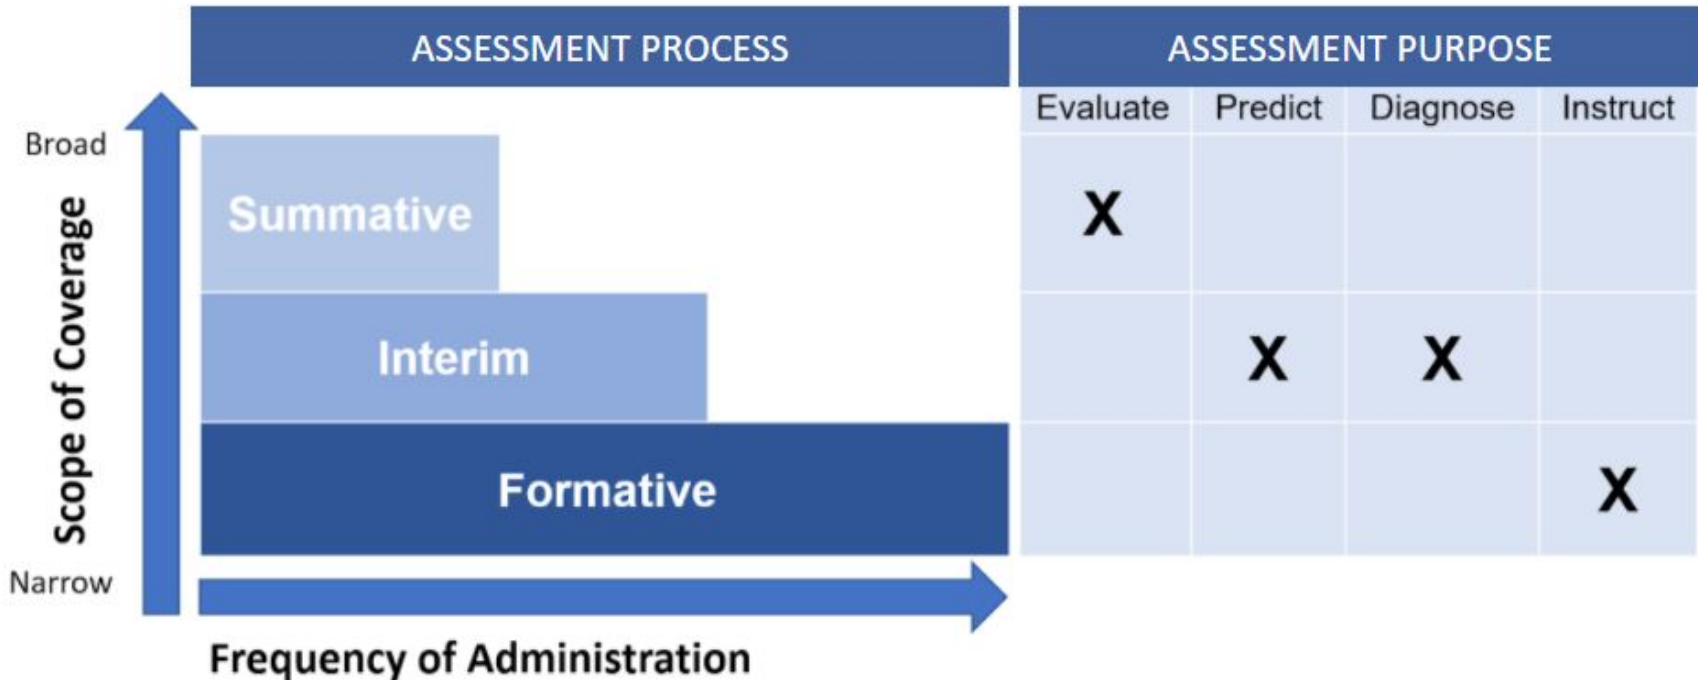 ASSESSMENT PROCESS
ASSESSMENT PURPOSE
Evaluate
Predict
Diagnose
Instruct
Broad
Scope of Coverage
Narrow
Summative
X
Interim
X
X
Formative
X
Frequency of Administration